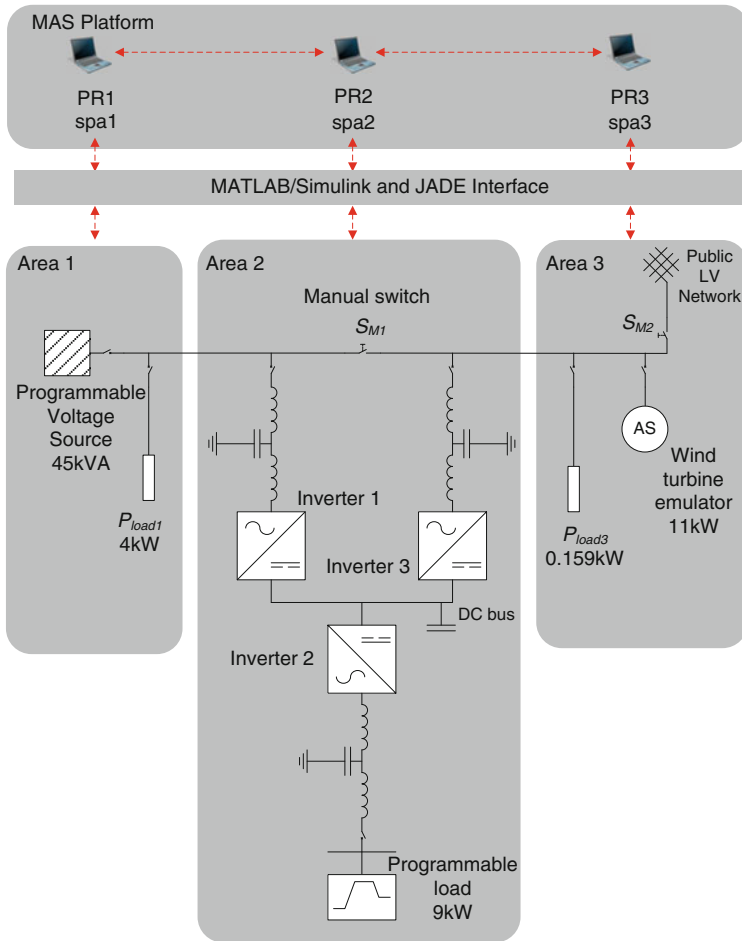 MAS Platform
PR1
spa1
PR2
spa2
PR3
spa3
MATLAB/Simulink and JADE Interface
Area 1
Programmable
Voltage
Source
45kVA
Pload1
4kW
Area 2
Manual switch
SM1
Inverter 1
Inverter 3
DC bus
Inverter 2
Programmable
load
9kW
Area 3
Public
LV
Network
SM2
AS
Wind
turbine
emulator
11kW
Pload3
0.159kW